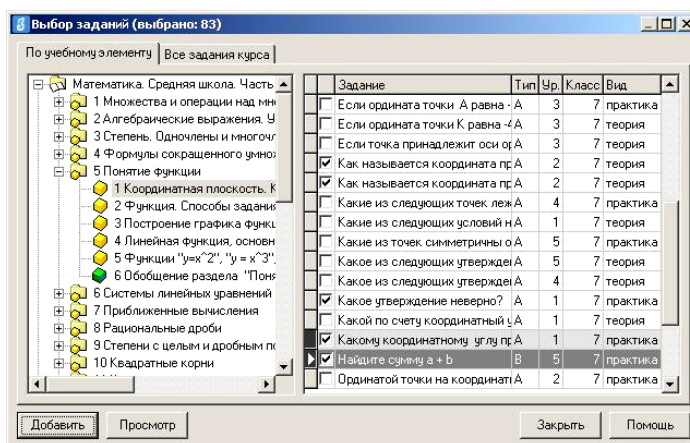 Выбор заданий (выбрано: 83)
По учебному элементу Все задания курса
Математика. Средняя школа. Часть
1 Множества и операции над мн
2 Алгебраические выражения. У
3 Степень. Одночлены и многоч
4 Формулы сокращенного умно
5 Понятие функции
1 Координатная плоскость. К
2 Функция. Способы задания
3 Построение графика функц
4 Линейная функция, основн
5 Функции "y=x^2", "y = x^3",
6 Обобщение раздела "Поня
6 Системы линейных уравнений
7 Приближенные вычисления
8 Рациональные дроби
9 Степени с целым и дробным по
10 Квадратные корни
Задание Тип Ур. Класс Вид
Если ордината точки A равна - A 3 7 практика
Если ордината точки K равна -4 A 3 7 теория
Если точка принадлежит оси ор A 3 7 теория
Как называется координата пр A 2 7 теория
Как называется координата пр A 2 7 теория
Какие из следующих точек леж A 4 7 практика
Какие из следующих условий н A 1 7 теория
Какие из точек симметричны о A 5 7 практика
Какие из следующих утвержде A 5 7 теория
Какие из следующих утвержде A 4 7 теория
Какое утверждение неверно? A 1 7 практика
Какой по счету координатный у A 1 7 теория
Какому координатному углу пр A 1 7 практика
Найдите сумму a + b B 5 7 практика
Ординатой точки на координат A 2 7 практика
Добавить Просмотр Закрыть Помощь